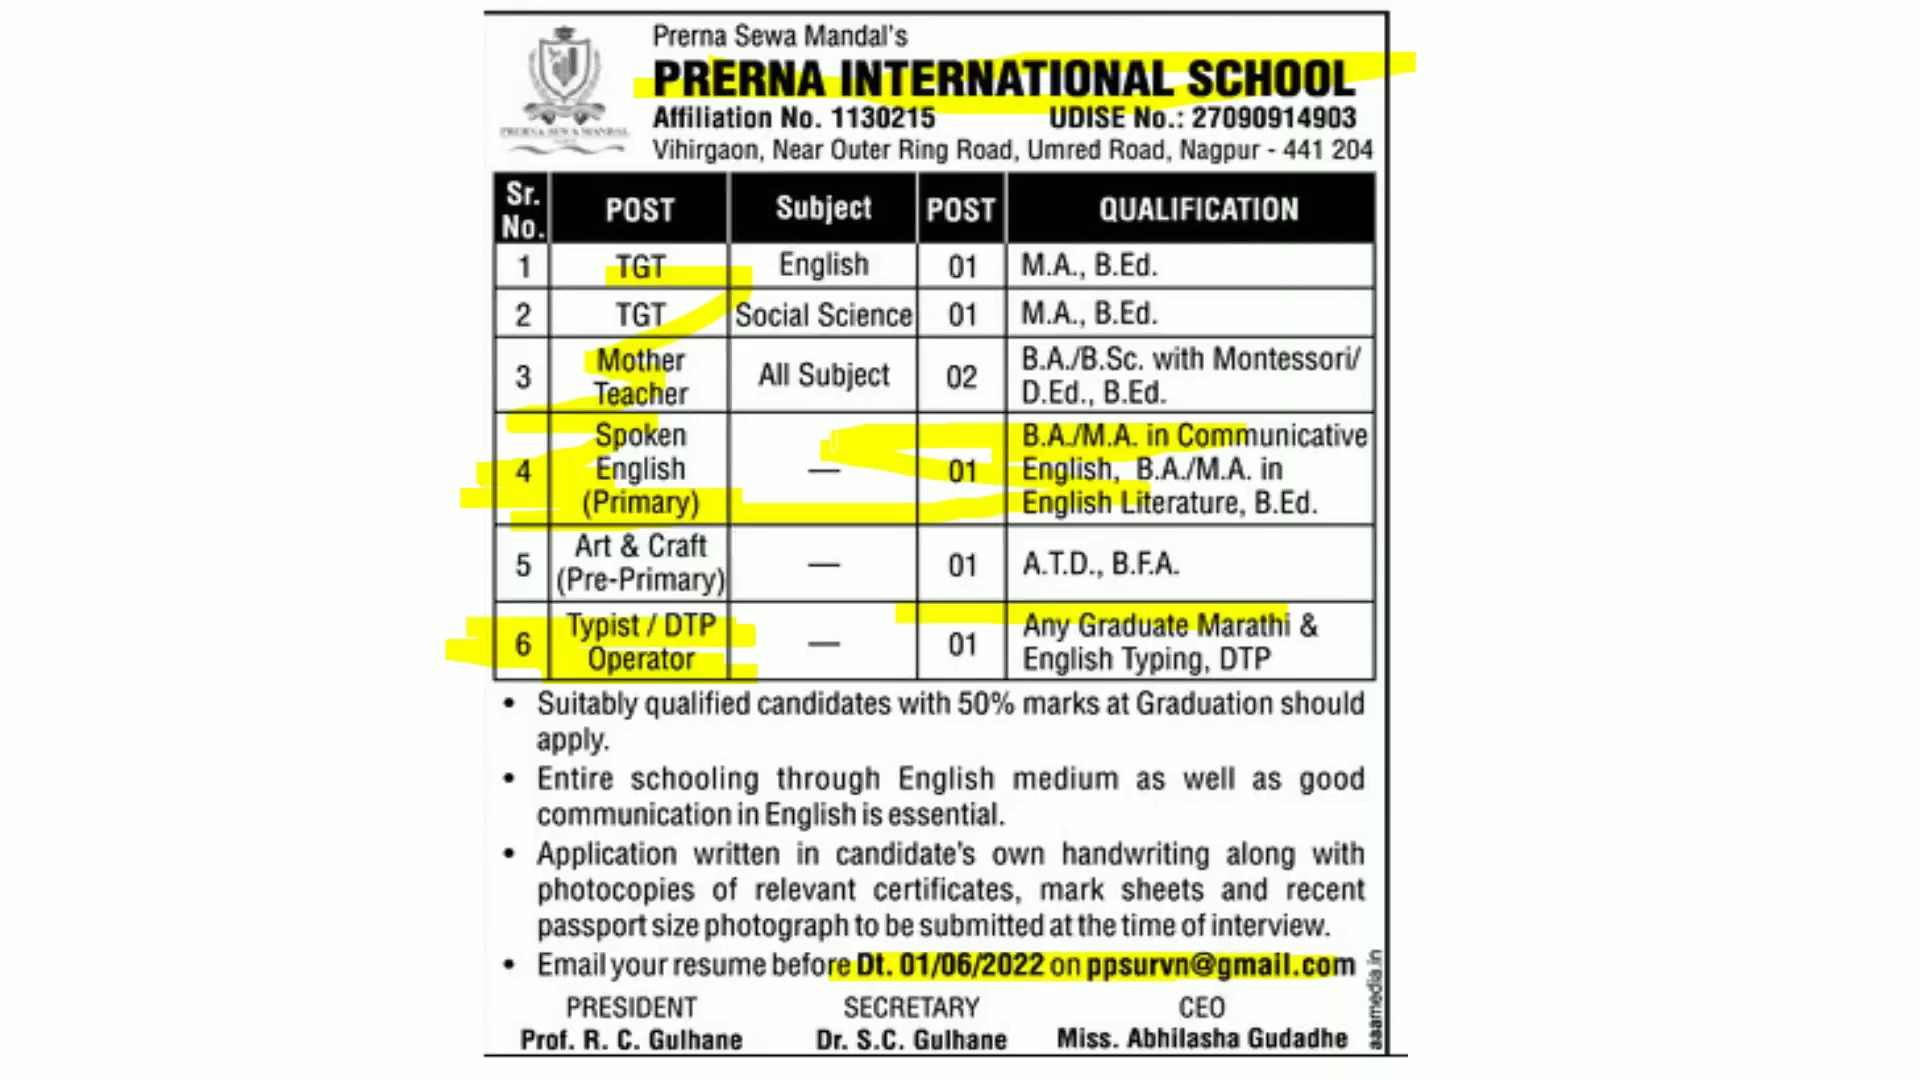 Prerna Sewa Mandal's
PRERNA INTERNATIONAL SCHOOL
Affiliation No. 1130215 UDISE No.: 27090914903
Vihirgaon, Near Outer Ring Road, Umred Road, Nagpur - 441 204
PRERNA SEWA MANDAL
Sr. No. POST Subject POST QUALIFICATION
1 TGT English 01 M.A., B.Ed.
2 TGT Social Science 01 M.A., B.Ed.
3 Mother Teacher All Subject 02 B.A./B.Sc. with Montessori/
D.Ed., B.Ed.
4 Spoken English (Primary) — 01 B.A./M.A. in Communicative
English, B.A./M.A. in
English Literature, B.Ed.
5 Art & Craft (Pre-Primary) — 01 A.T.D., B.F.A.
6 Typist / DTP Operator — 01 Any Graduate Marathi &
English Typing, DTP
• Suitably qualified candidates with 50% marks at Graduation should
apply.
• Entire schooling through English medium as well as good
communication in English is essential.
• Application written in candidate's own handwriting along with
photocopies of relevant certificates, mark sheets and recent
passport size photograph to be submitted at the time of interview.
• Email your resume before Dt. 01/06/2022 on ppsurvn@gmail.com
PRESIDENT SECRETARY CEO
Prof. R. C. Gulhane Dr. S.C. Gulhane Miss. Abhilasha Gudadhe
aaamedia.in